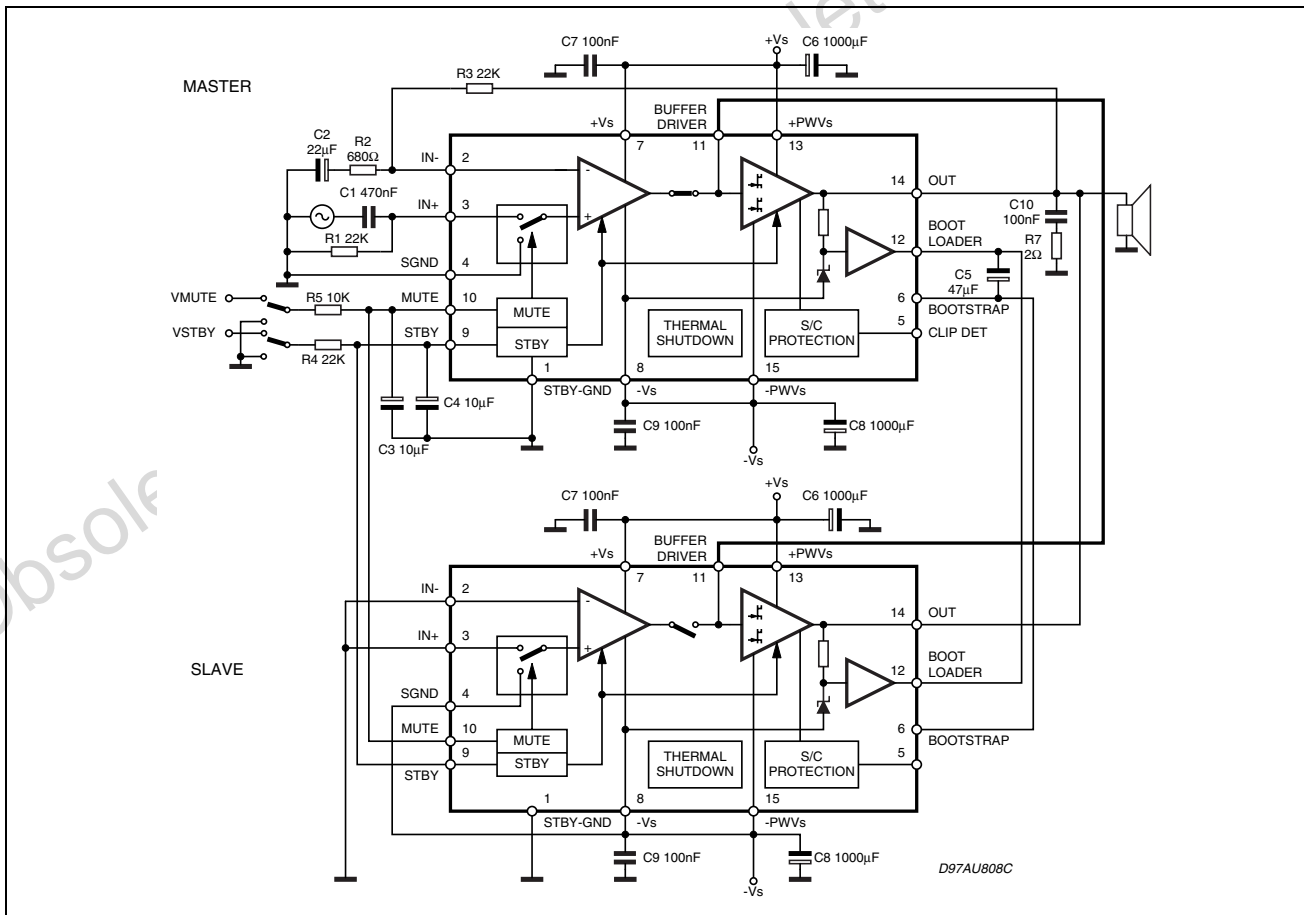 Obsolete
MASTER
C7 100nF
+Vs
C6 1000µF
R3 22K
BUFFER
DRIVER
+Vs
+PWVs
7
11
13
C2
22µF
R2
680Ω
IN-
2
-
C1 470nF
IN+
3
+
R1 22K
SGND
4
14
OUT
C10
100nF
R7
2Ω
12
BOOT
LOADER
C5
47µF
6
BOOTSTRAP
5
CLIP DET
VMUTE
R5 10K
MUTE
10
MUTE
VSTBY
R4 22K
STBY
9
STBY
THERMAL
SHUTDOWN
S/C
PROTECTION
1
STBY-GND
8
-Vs
15
-PWVs
C4 10µF
C3 10µF
C9 100nF
C8 1000µF
-Vs
SLAVE
C7 100nF
+Vs
C6 1000µF
BUFFER
DRIVER
+Vs
+PWVs
7
11
13
IN-
2
-
IN+
3
+
SGND
4
14
OUT
12
BOOT
LOADER
6
BOOTSTRAP
5
MUTE
10
MUTE
STBY
9
STBY
THERMAL
SHUTDOWN
S/C
PROTECTION
1
STBY-GND
8
-Vs
15
-PWVs
C9 100nF
C8 1000µF
-Vs
D97AU808C